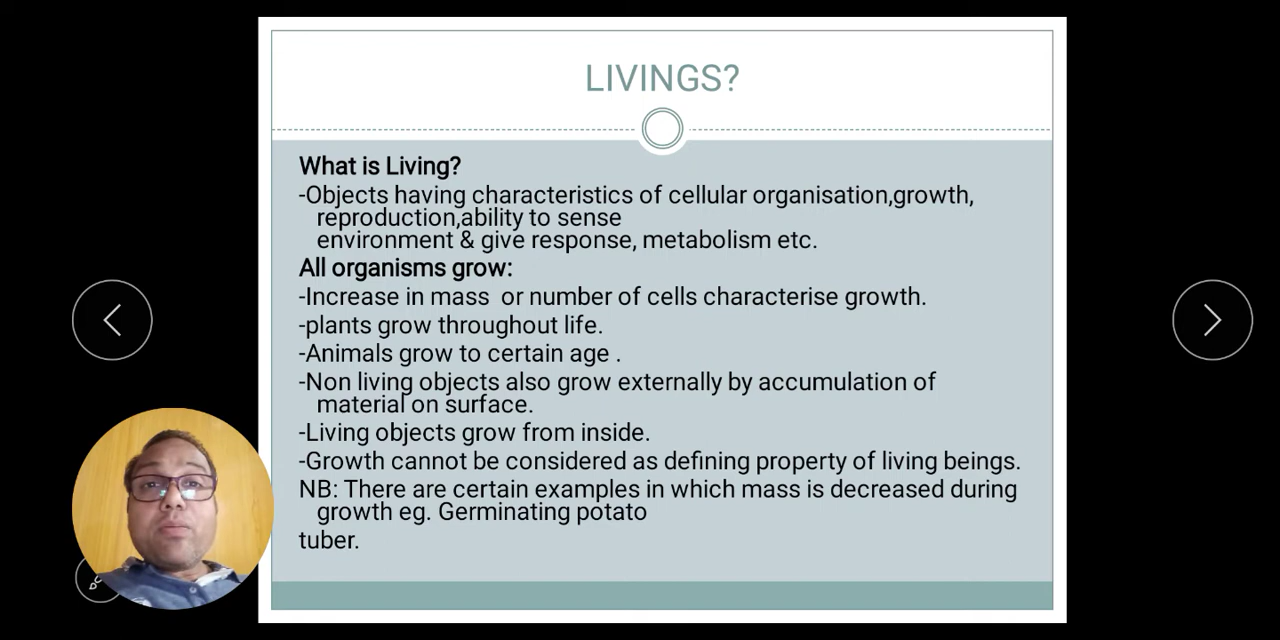 LIVINGS?
What is Living?
-Objects having characteristics of cellular organisation,growth,
reproduction,ability to sense
environment & give response, metabolism etc.
All organisms grow:
-Increase in mass  or number of cells characterise growth.
-plants grow throughout life.
-Animals grow to certain age .
-Non living objects also grow externally by accumulation of
material on surface.
-Living objects grow from inside.
-Growth cannot be considered as defining property of living beings.
NB: There are certain examples in which mass is decreased during
growth eg. Germinating potato
tuber.